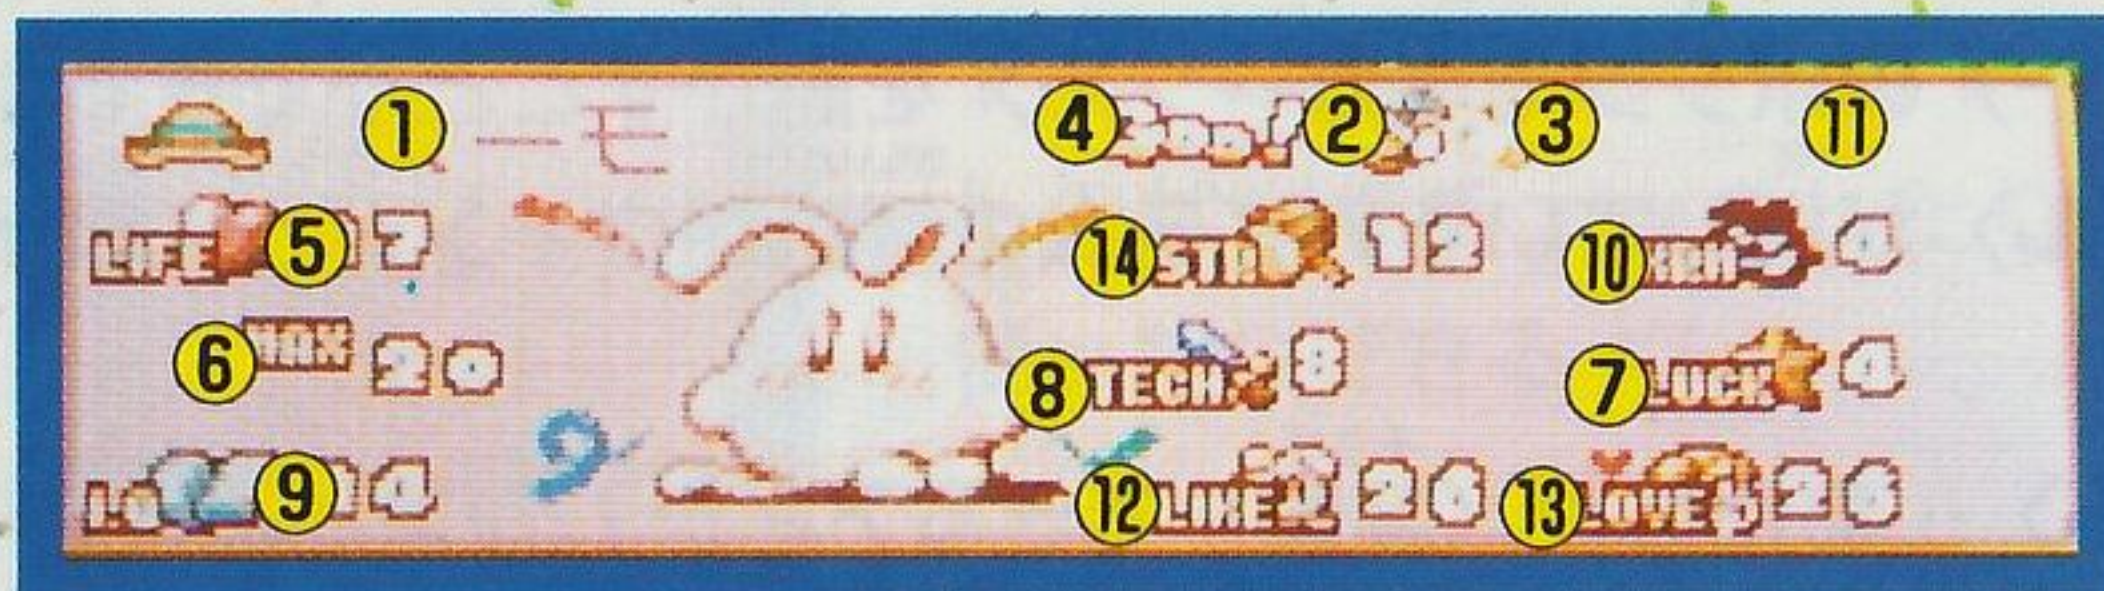 ① ーモ ④ Goo! ② ③ ⑪
LIFE ⑤ 7 ⑭ STR 12 ⑩ 4
⑥ MAX 20 ⑧ TECH 8 ⑦ LUCK 4
⑨ 4 ⑫ LIKE 26 ⑬ LOVE 26